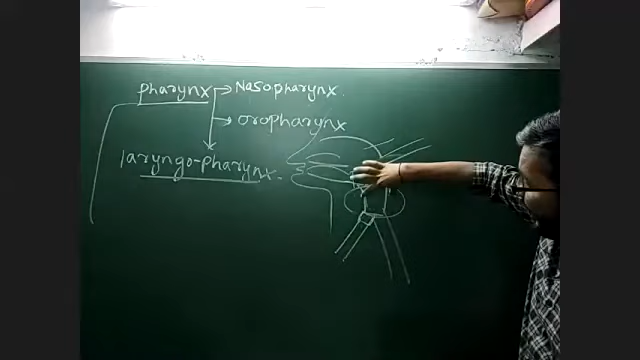 pharynx → Nasopharynx.
→ oropharynx
laryngo-pharynx.